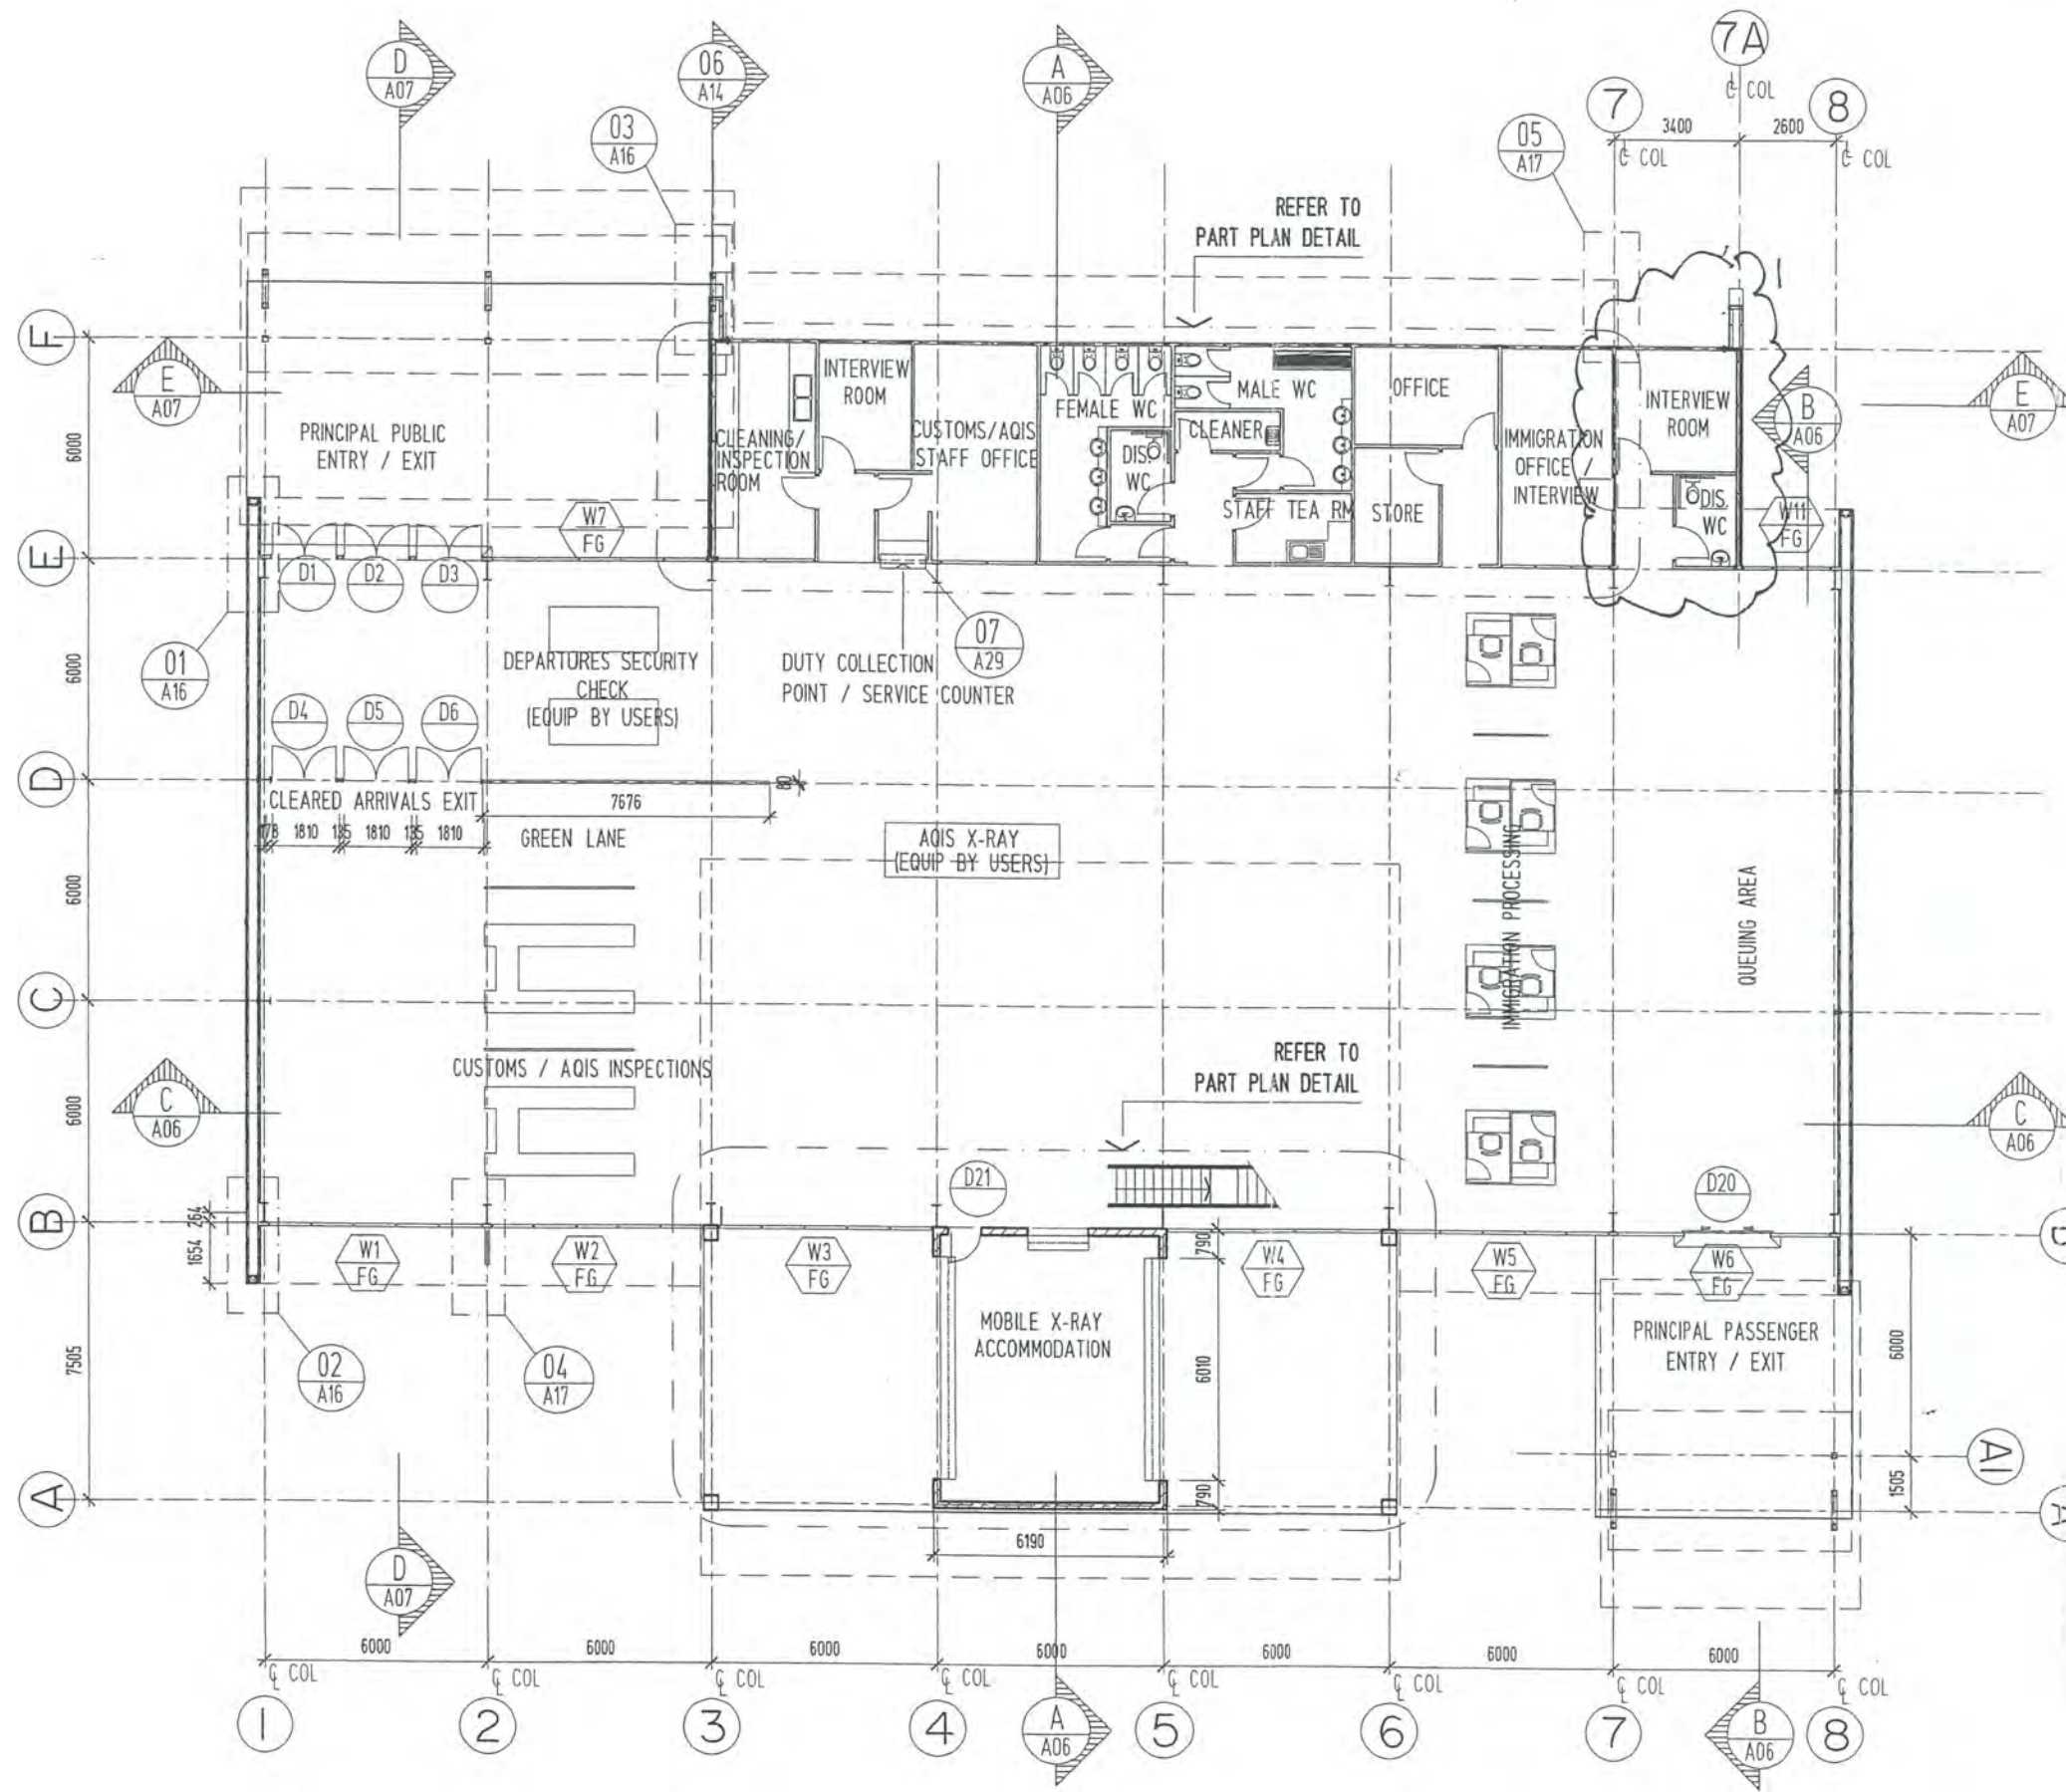 D
A07
06
A14
A
A06
7A
℄ COL
03
A16
05
A17
7
8
3400
2600
℄ COL
℄ COL
REFER TO
PART PLAN DETAIL
F
E
A07
6000
PRINCIPAL PUBLIC
ENTRY / EXIT
CLEANING/
INSPECTION
ROOM
INTERVIEW
ROOM
CUSTOMS/AQIS
STAFF OFFICE
FEMALE WC
DIS.
WC
MALE WC
CLEANER
STAFF TEA RM
OFFICE
STORE
IMMIGRATION
OFFICE /
INTERVIEW
INTERVIEW
ROOM
DIS.
WC
B
A06
W11
FG
E
A07
W7
FG
E
D1
D2
D3
6000
01
A16
DEPARTURES SECURITY
CHECK
(EQUIP BY USERS)
DUTY COLLECTION
POINT / SERVICE COUNTER
07
A29
D4
D5
D6
D
CLEARED ARRIVALS EXIT
7676
80
178
1810
135
1810
135
1810
GREEN LANE
AQIS X-RAY
(EQUIP BY USERS)
IMMIGRATION PROCESSING
QUEUING AREA
6000
C
CUSTOMS / AQIS INSPECTIONS
REFER TO
PART PLAN DETAIL
C
A06
6000
C
A06
D21
D20
B
264
1654
W1
FG
W2
FG
W3
FG
790
W4
FG
W5
FG
W6
FG
MOBILE X-RAY
ACCOMMODATION
6010
PRINCIPAL PASSENGER
ENTRY / EXIT
6000
7505
02
A16
04
A17
A1
1505
A
790
A
6190
D
A07
6000
6000
6000
6000
6000
6000
6000
℄ COL
℄ COL
℄ COL
℄ COL
℄ COL
℄ COL
℄ COL
℄ COL
1
2
3
4
A
A06
5
6
7
B
A06
8